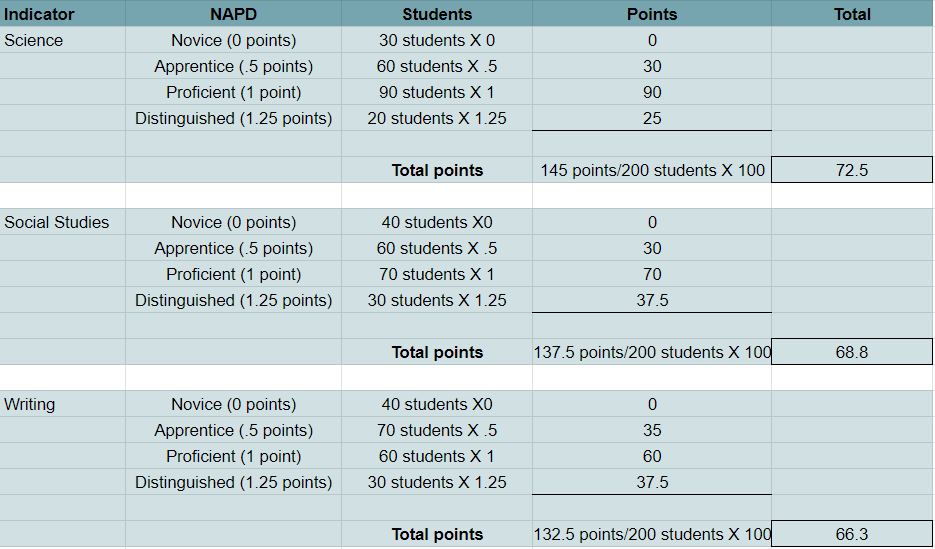 Indicator NAPD Students Points Total
Science Novice (0 points) 30 students X 0 0
Apprentice (.5 points) 60 students X .5 30
Proficient (1 point) 90 students X 1 90
Distinguished (1.25 points) 20 students X 1.25 25
Total points 145 points/200 students X 100 72.5
Social Studies Novice (0 points) 40 students X0 0
Apprentice (.5 points) 60 students X .5 30
Proficient (1 point) 70 students X 1 70
Distinguished (1.25 points) 30 students X 1.25 37.5
Total points 137.5 points/200 students X 100 68.8
Writing Novice (0 points) 40 students X0 0
Apprentice (.5 points) 70 students X .5 35
Proficient (1 point) 60 students X 1 60
Distinguished (1.25 points) 30 students X 1.25 37.5
Total points 132.5 points/200 students X 100 66.3